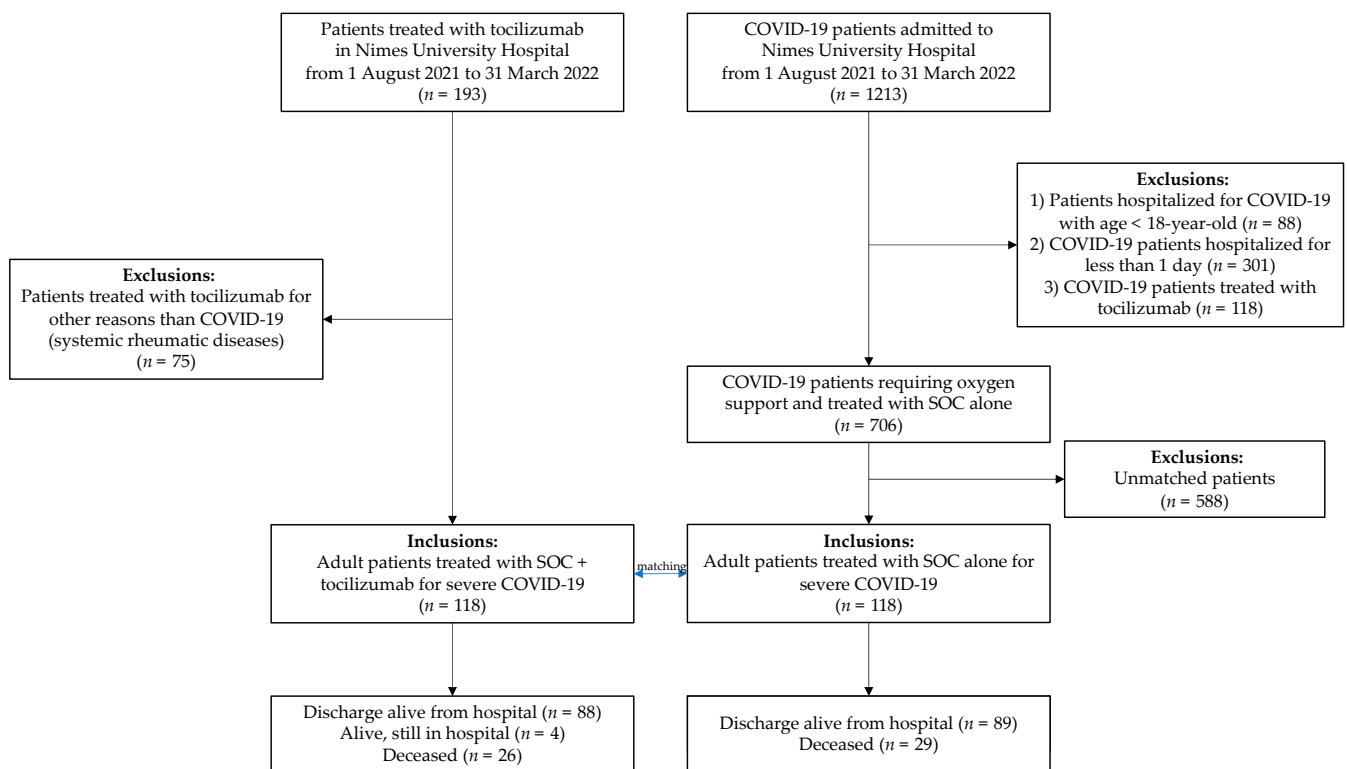 Patients treated with tocilizumab
in Nimes University Hospital
from 1 August 2021 to 31 March 2022
(n = 193)
COVID-19 patients admitted to
Nimes University Hospital
from 1 August 2021 to 31 March 2022
(n = 1213)
Exclusions:
1) Patients hospitalized for COVID-19
with age < 18-year-old (n = 88)
2) COVID-19 patients hospitalized for
less than 1 day (n = 301)
3) COVID-19 patients treated with
tocilizumab (n = 118)
Exclusions:
Patients treated with tocilizumab for
other reasons than COVID-19
(systemic rheumatic diseases)
(n = 75)
COVID-19 patients requiring oxygen
support and treated with SOC alone
(n = 706)
Exclusions:
Unmatched patients
(n = 588)
Inclusions:
Adult patients treated with SOC +
tocilizumab for severe COVID-19
(n = 118)
matching
Inclusions:
Adult patients treated with SOC alone for
severe COVID-19
(n = 118)
Discharge alive from hospital (n = 88)
Alive, still in hospital (n = 4)
Deceased (n = 26)
Discharge alive from hospital (n = 89)
Deceased (n = 29)